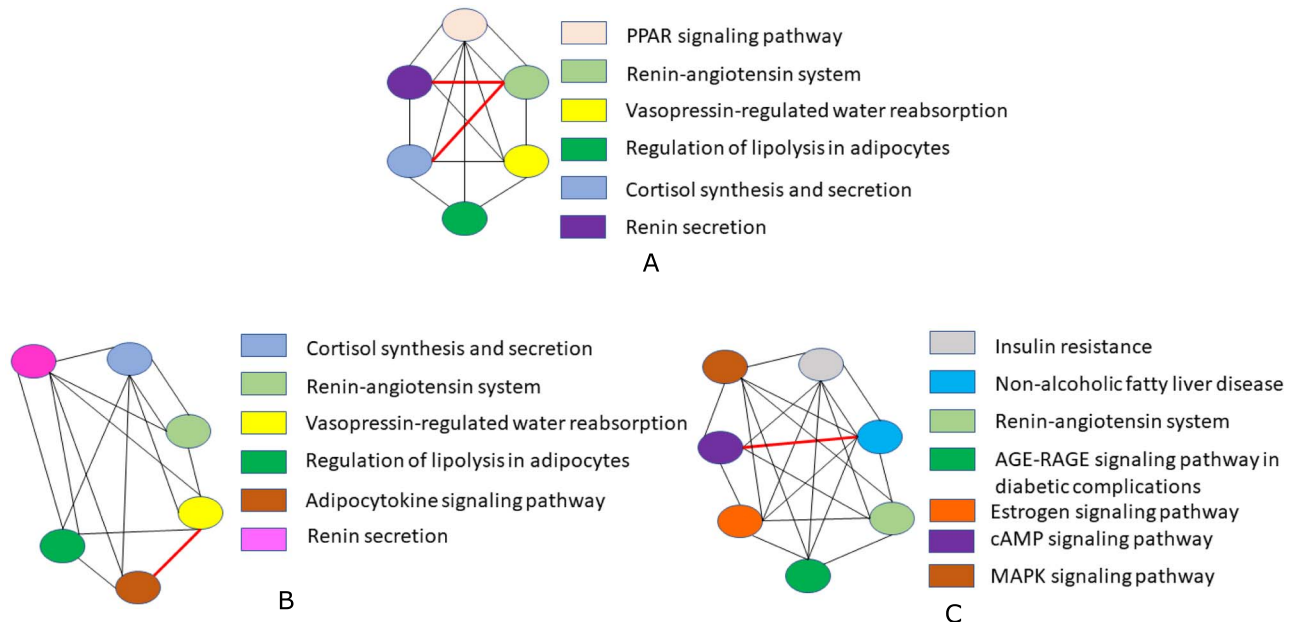 PPAR signaling pathway
Renin-angiotensin system
Vasopressin-regulated water reabsorption
Regulation of lipolysis in adipocytes
Cortisol synthesis and secretion
Renin secretion
A
Cortisol synthesis and secretion
Renin-angiotensin system
Vasopressin-regulated water reabsorption
Regulation of lipolysis in adipocytes
Adipocytokine signaling pathway
Renin secretion
B
Insulin resistance
Non-alcoholic fatty liver disease
Renin-angiotensin system
AGE-RAGE signaling pathway in
diabetic complications
Estrogen signaling pathway
cAMP signaling pathway
MAPK signaling pathway
C